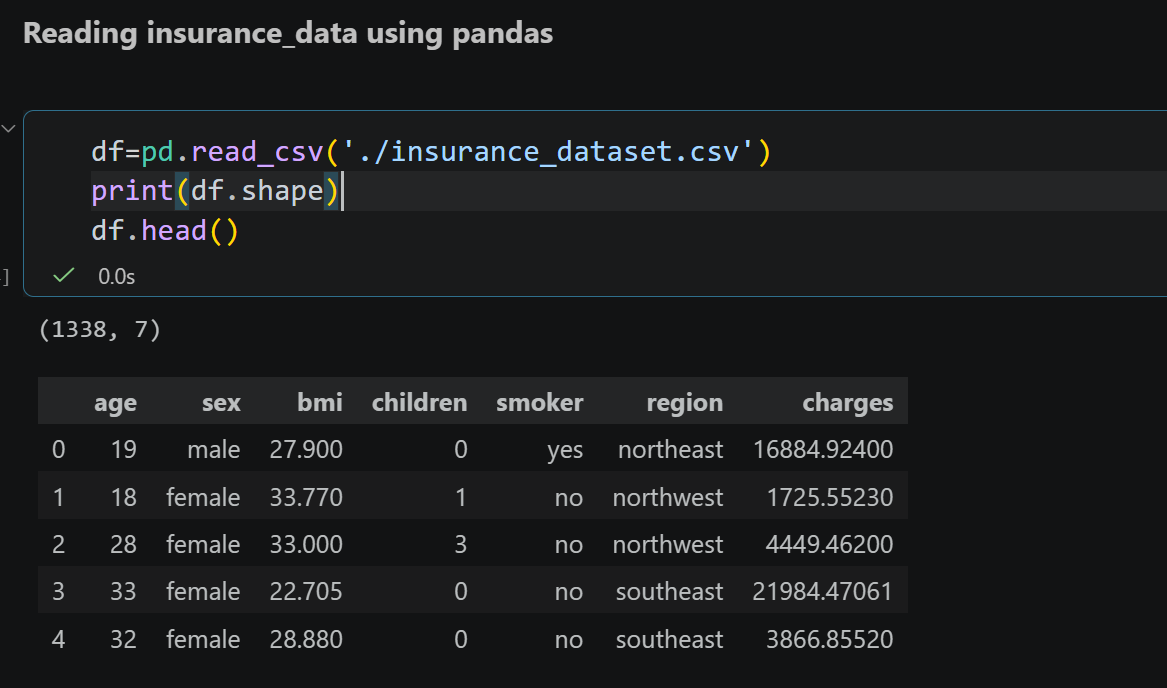 Reading insurance_data using pandas
df=pd.read_csv('./insurance_dataset.csv')
print(df.shape)
df.head()
] 0.0s
(1338, 7)
age sex bmi children smoker region charges
0 19 male 27.900 0 yes northeast 16884.92400
1 18 female 33.770 1 no northwest 1725.55230
2 28 female 33.000 3 no northwest 4449.46200
3 33 female 22.705 0 no southeast 21984.47061
4 32 female 28.880 0 no southeast 3866.85520